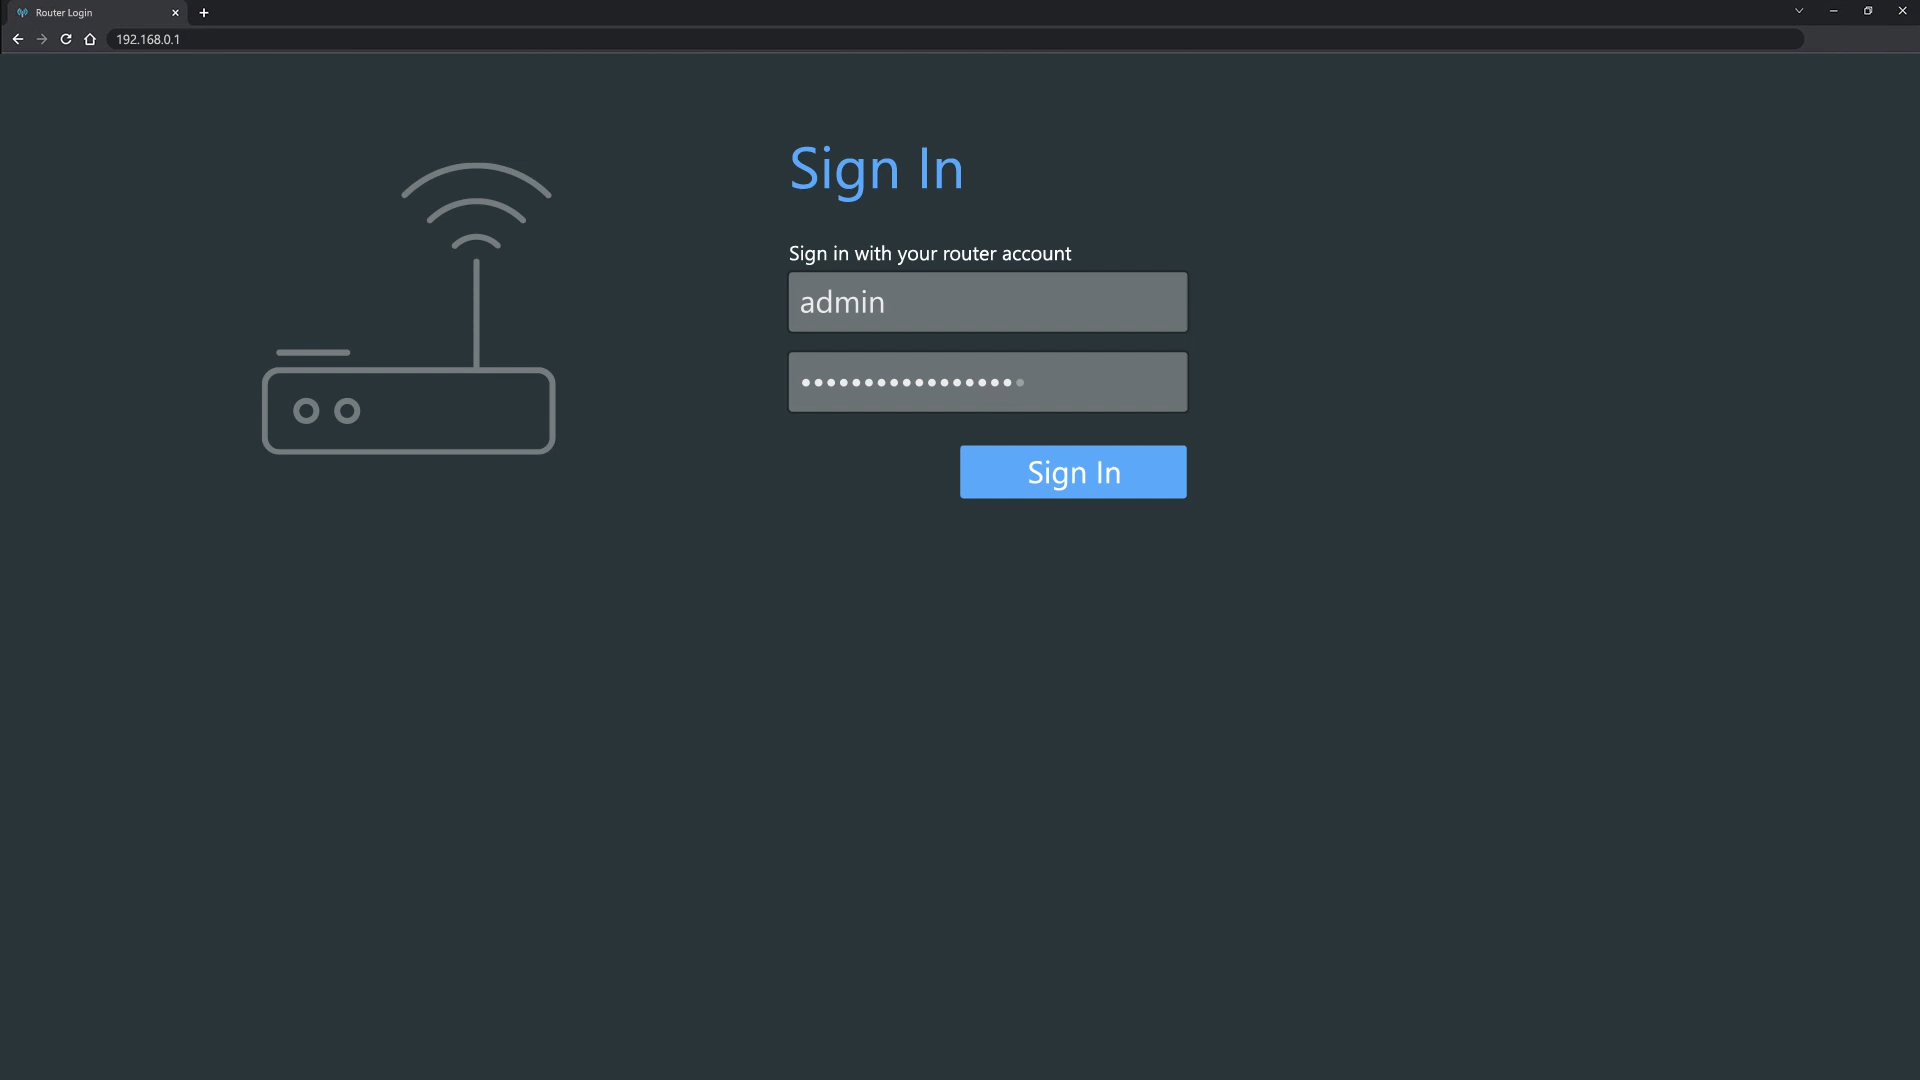 Router Login
192.168.0.1
Sign In
Sign in with your router account
admin
Sign In